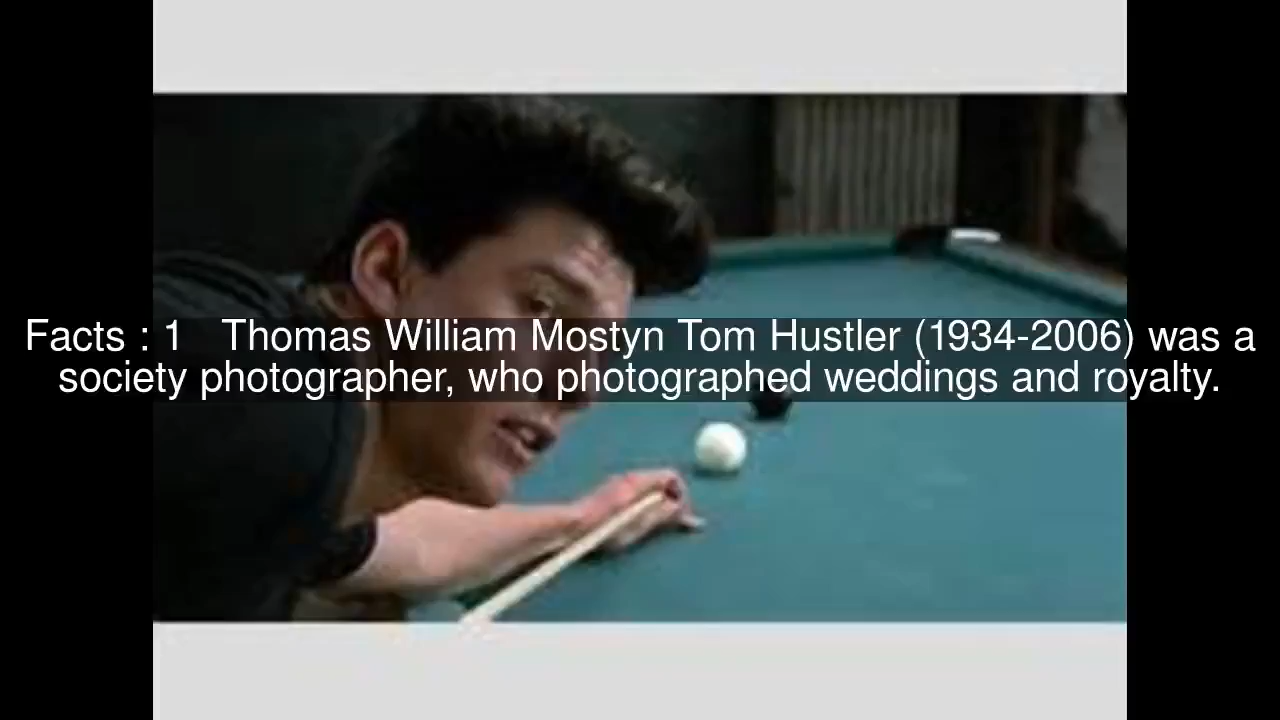 Facts : 1   Thomas William Mostyn Tom Hustler (1934-2006) was a
society photographer, who photographed weddings and royalty.